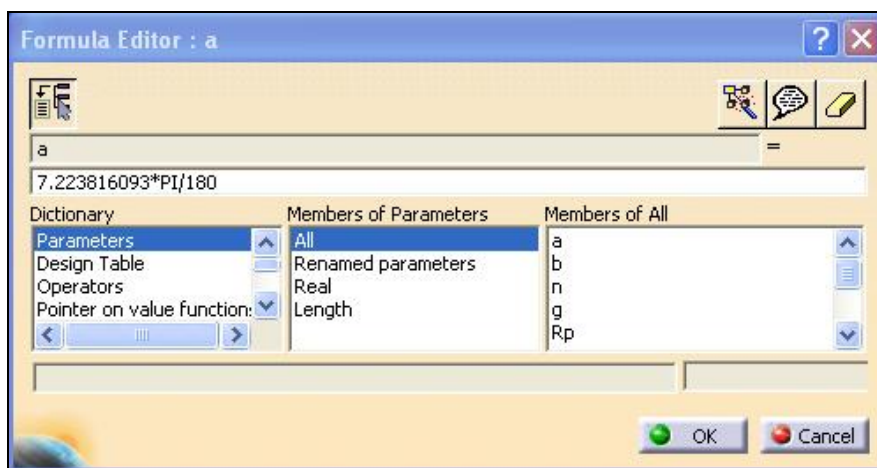 Formula Editor : a
a =
7.223816093*PI/180
Dictionary Members of Parameters Members of All
Parameters All a
Design Table Renamed parameters b
Operators Real n
Pointer on value function Length g
Rp
OK Cancel